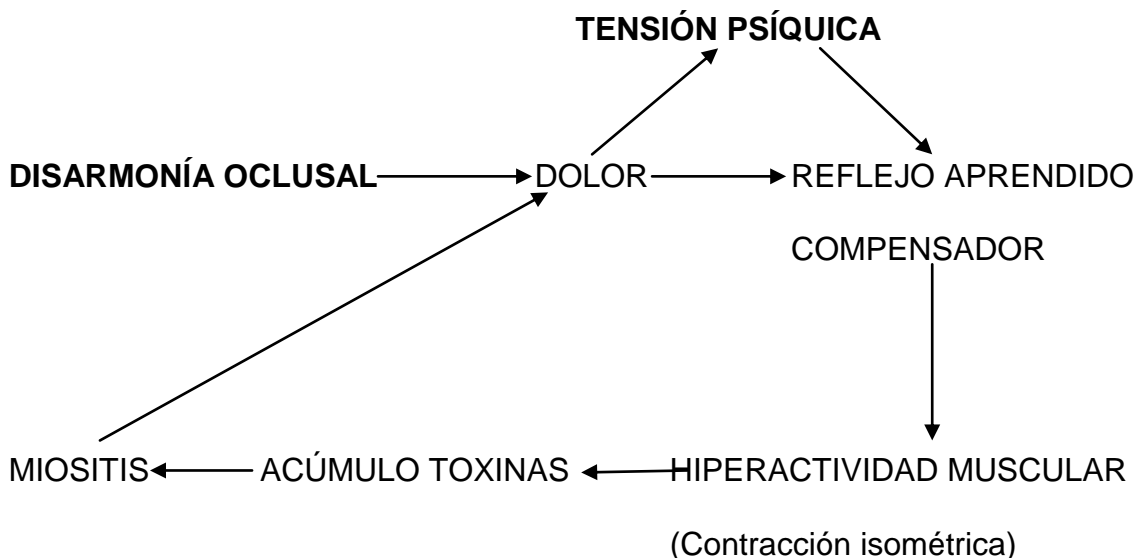 TENSIÓN PSÍQUICA
DISARMONÍA OCLUSAL DOLOR REFLEJO APRENDIDO
COMPENSADOR
MIOSITIS ACÚMULO TOXINAS HIPERACTIVIDAD MUSCULAR
(Contracción isométrica)